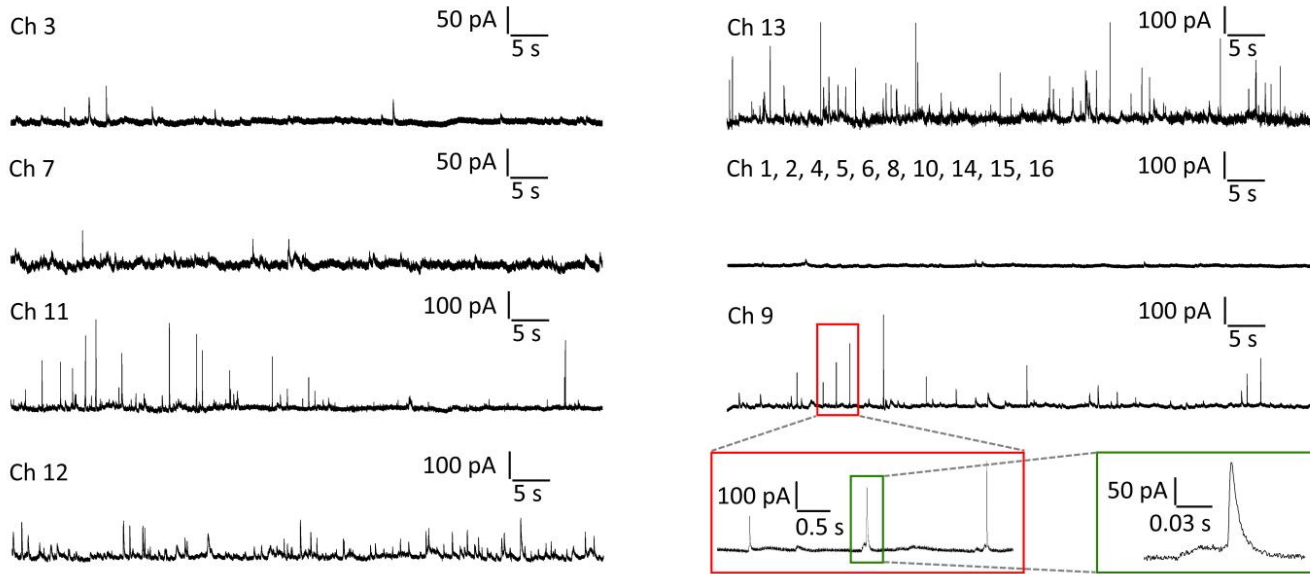 Ch 3
50 pA
5 s
Ch 7
50 pA
5 s
Ch 11
100 pA
5 s
Ch 12
100 pA
5 s
Ch 13
100 pA
5 s
Ch 1, 2, 4, 5, 6, 8, 10, 14, 15, 16
100 pA
5 s
Ch 9
100 pA
5 s
100 pA
0.5 s
50 pA
0.03 s